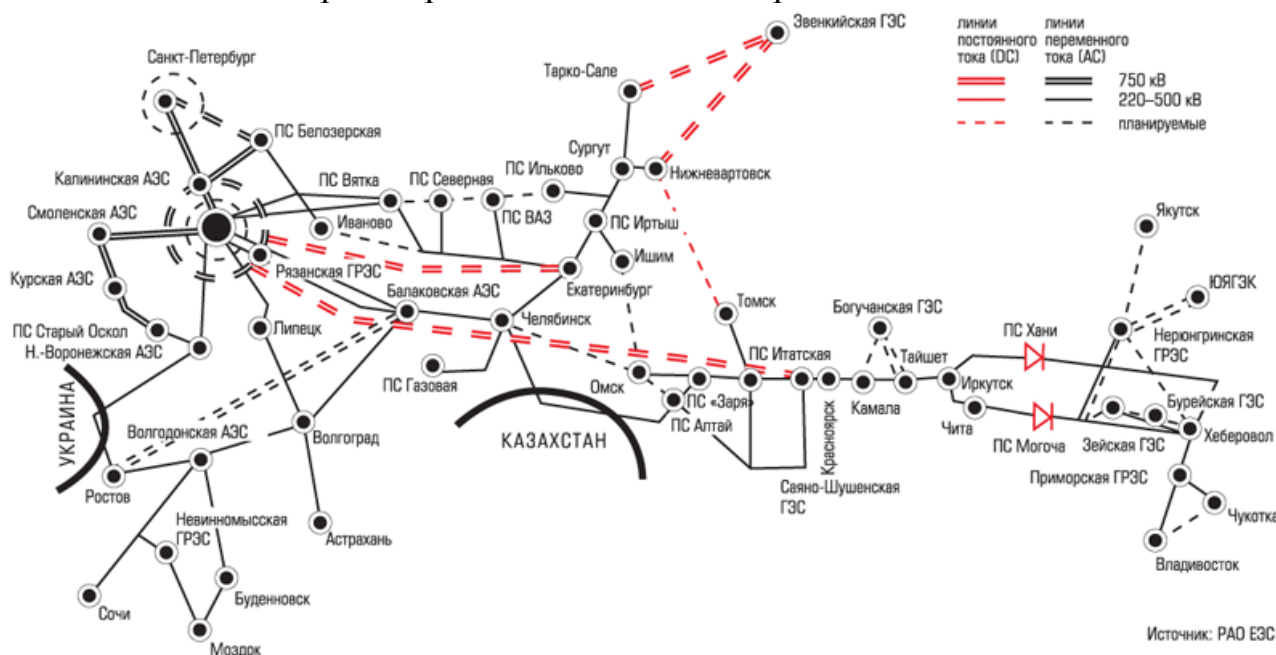 Эвенкийская ГЭС
линии постоянного тока (DC)
линии переменного тока (AC)
750 кВ
220–500 кВ
планируемые
Санкт-Петербург
Тарко-Сале
ПС Белозерская
Сургут
Калининская АЭС
ПС Вятка
ПС Северная
ПС Ильково
Нижневартовск
Смоленская АЭС
Иваново
ПС ВАЗ
ПС Иртыш
Якутск
Курская АЭС
Рязанская ГРЭС
Ишим
Екатеринбург
Балаковская АЭС
Томск
Богучанская ГЭС
ЮЯГЭК
ПС Старый Оскол
Липецк
Челябинск
ПС Хани
Нерюнгринская ГРЭС
Н.-Воронежская АЭС
ПС Газовая
ПС Итатская
Тайшет
Омск
Иркутск
ПС «Заря»
Камала
Бурейская ГЭС
УКРАИНА
Волгодонская АЭС
Волгоград
КАЗАХСТАН
ПС Алтай
Красноярск
Чита
ПС Могоча
Зейская ГЭС
Хеберовол
Ростов
Саяно-Шушенская ГЭС
Приморская ГРЭС
Невинномысская ГРЭС
Астрахань
Чукотка
Владивосток
Сочи
Буденновск
Моздок
Источник: РАО ЕЭС